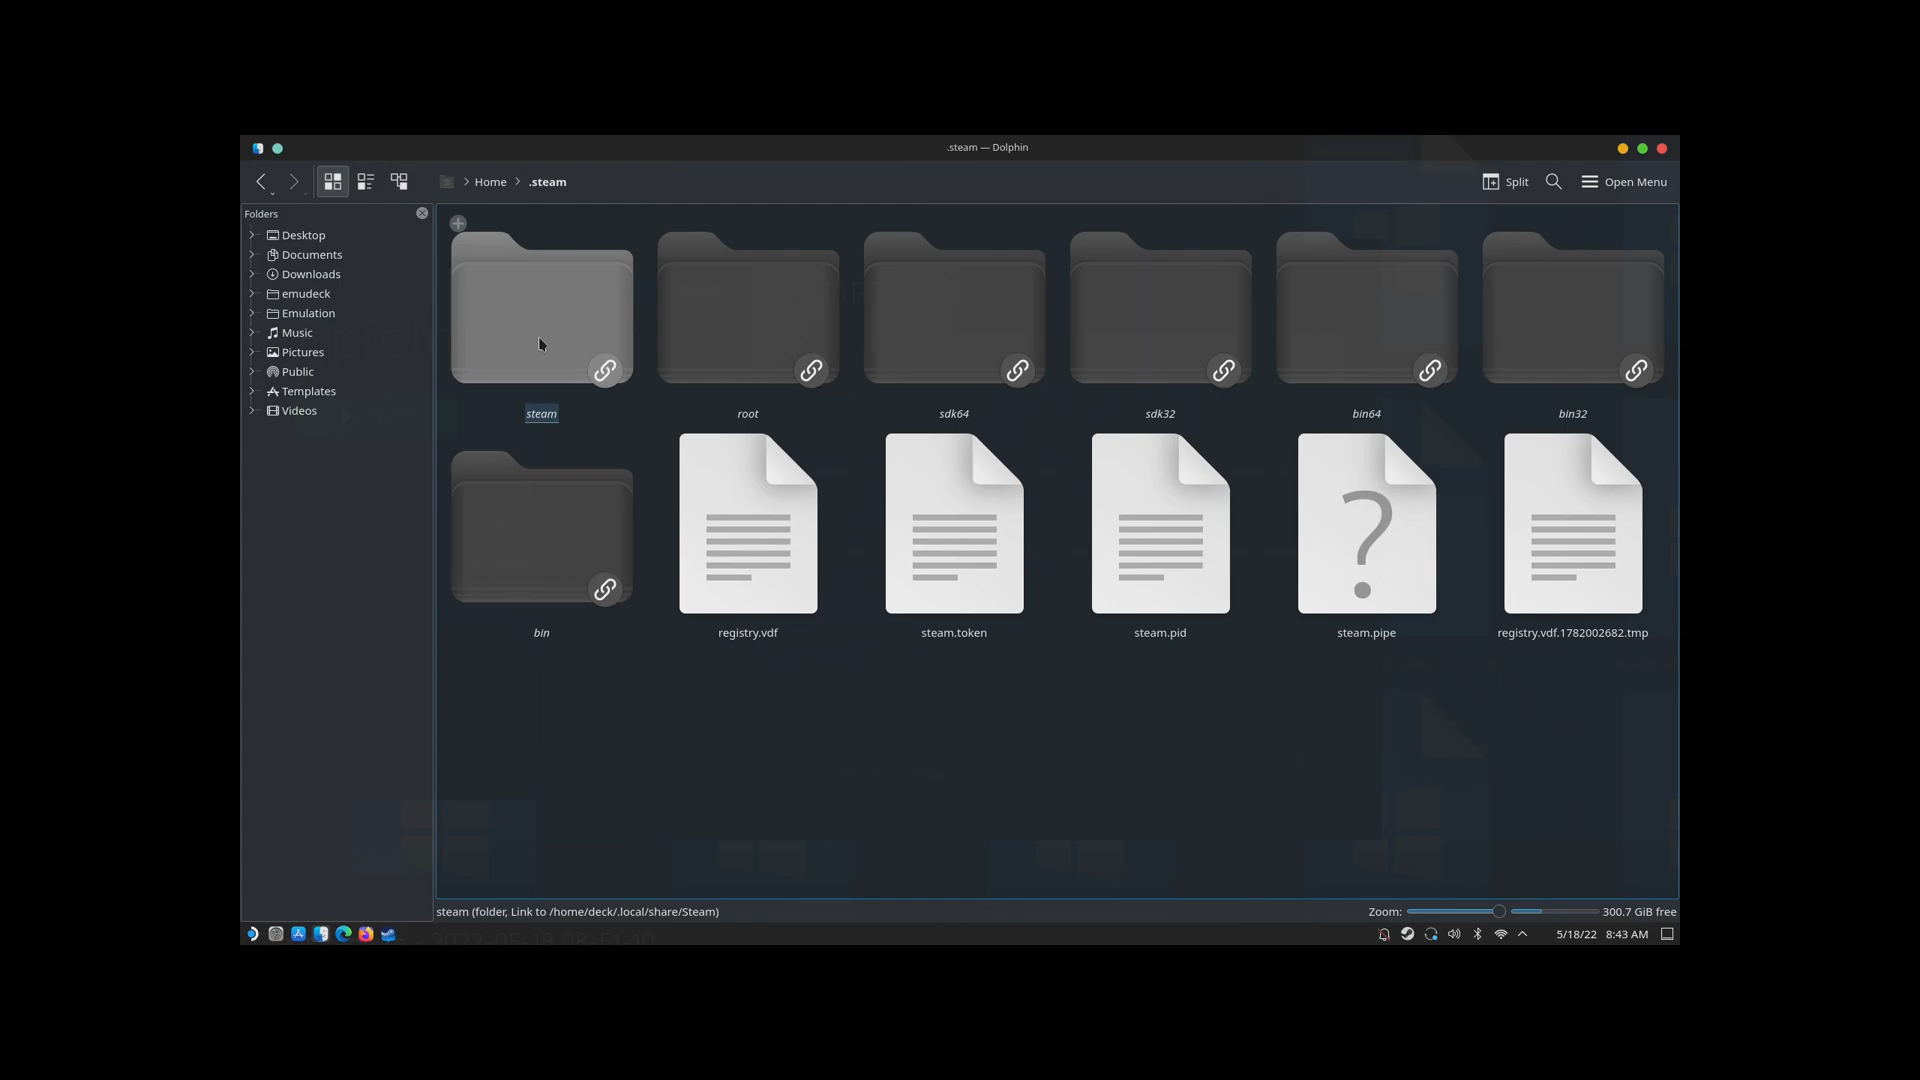 .steam — Dolphin
Home
.steam
Split
Open Menu
Folders
Desktop
Documents
Downloads
emudeck
Emulation
Music
Pictures
Public
Templates
Videos
steam
root
sdk64
sdk32
bin64
bin32
bin
registry.vdf
steam.token
steam.pid
steam.pipe
registry.vdf.1782002682.tmp
steam (folder, Link to /home/deck/.local/share/Steam)
Zoom:
300.7 GiB free
5/18/22
8:43 AM